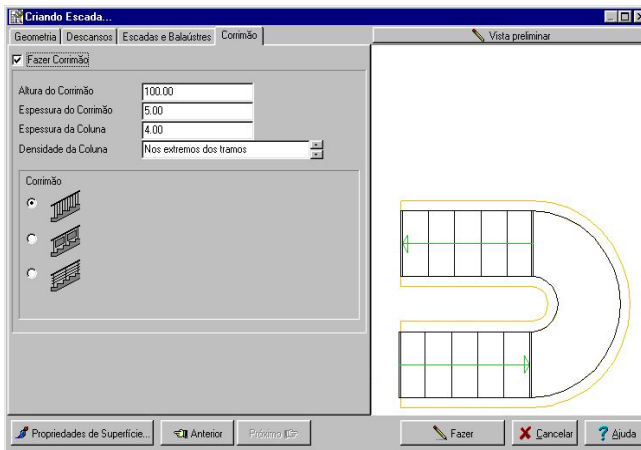 Criando Escada...
Geometria Descansos Escadas e Balaústres Corrimão
Vista preliminar
Fazer Corrimão
Altura do Corrimão 100.00
Espessura do Corrimão 5.00
Espessura da Coluna 4.00
Densidade da Coluna Nos extremos dos tramos
Corrimão
Propriedades de Superfície... Anterior Próximo Fazer Cancelar Ajuda